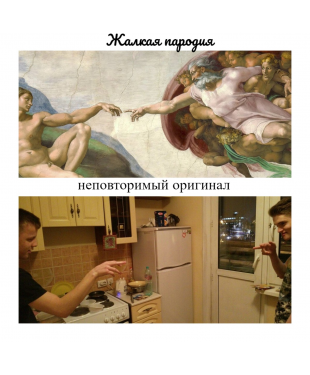 Жалкая пародия
неповторимый оригинал